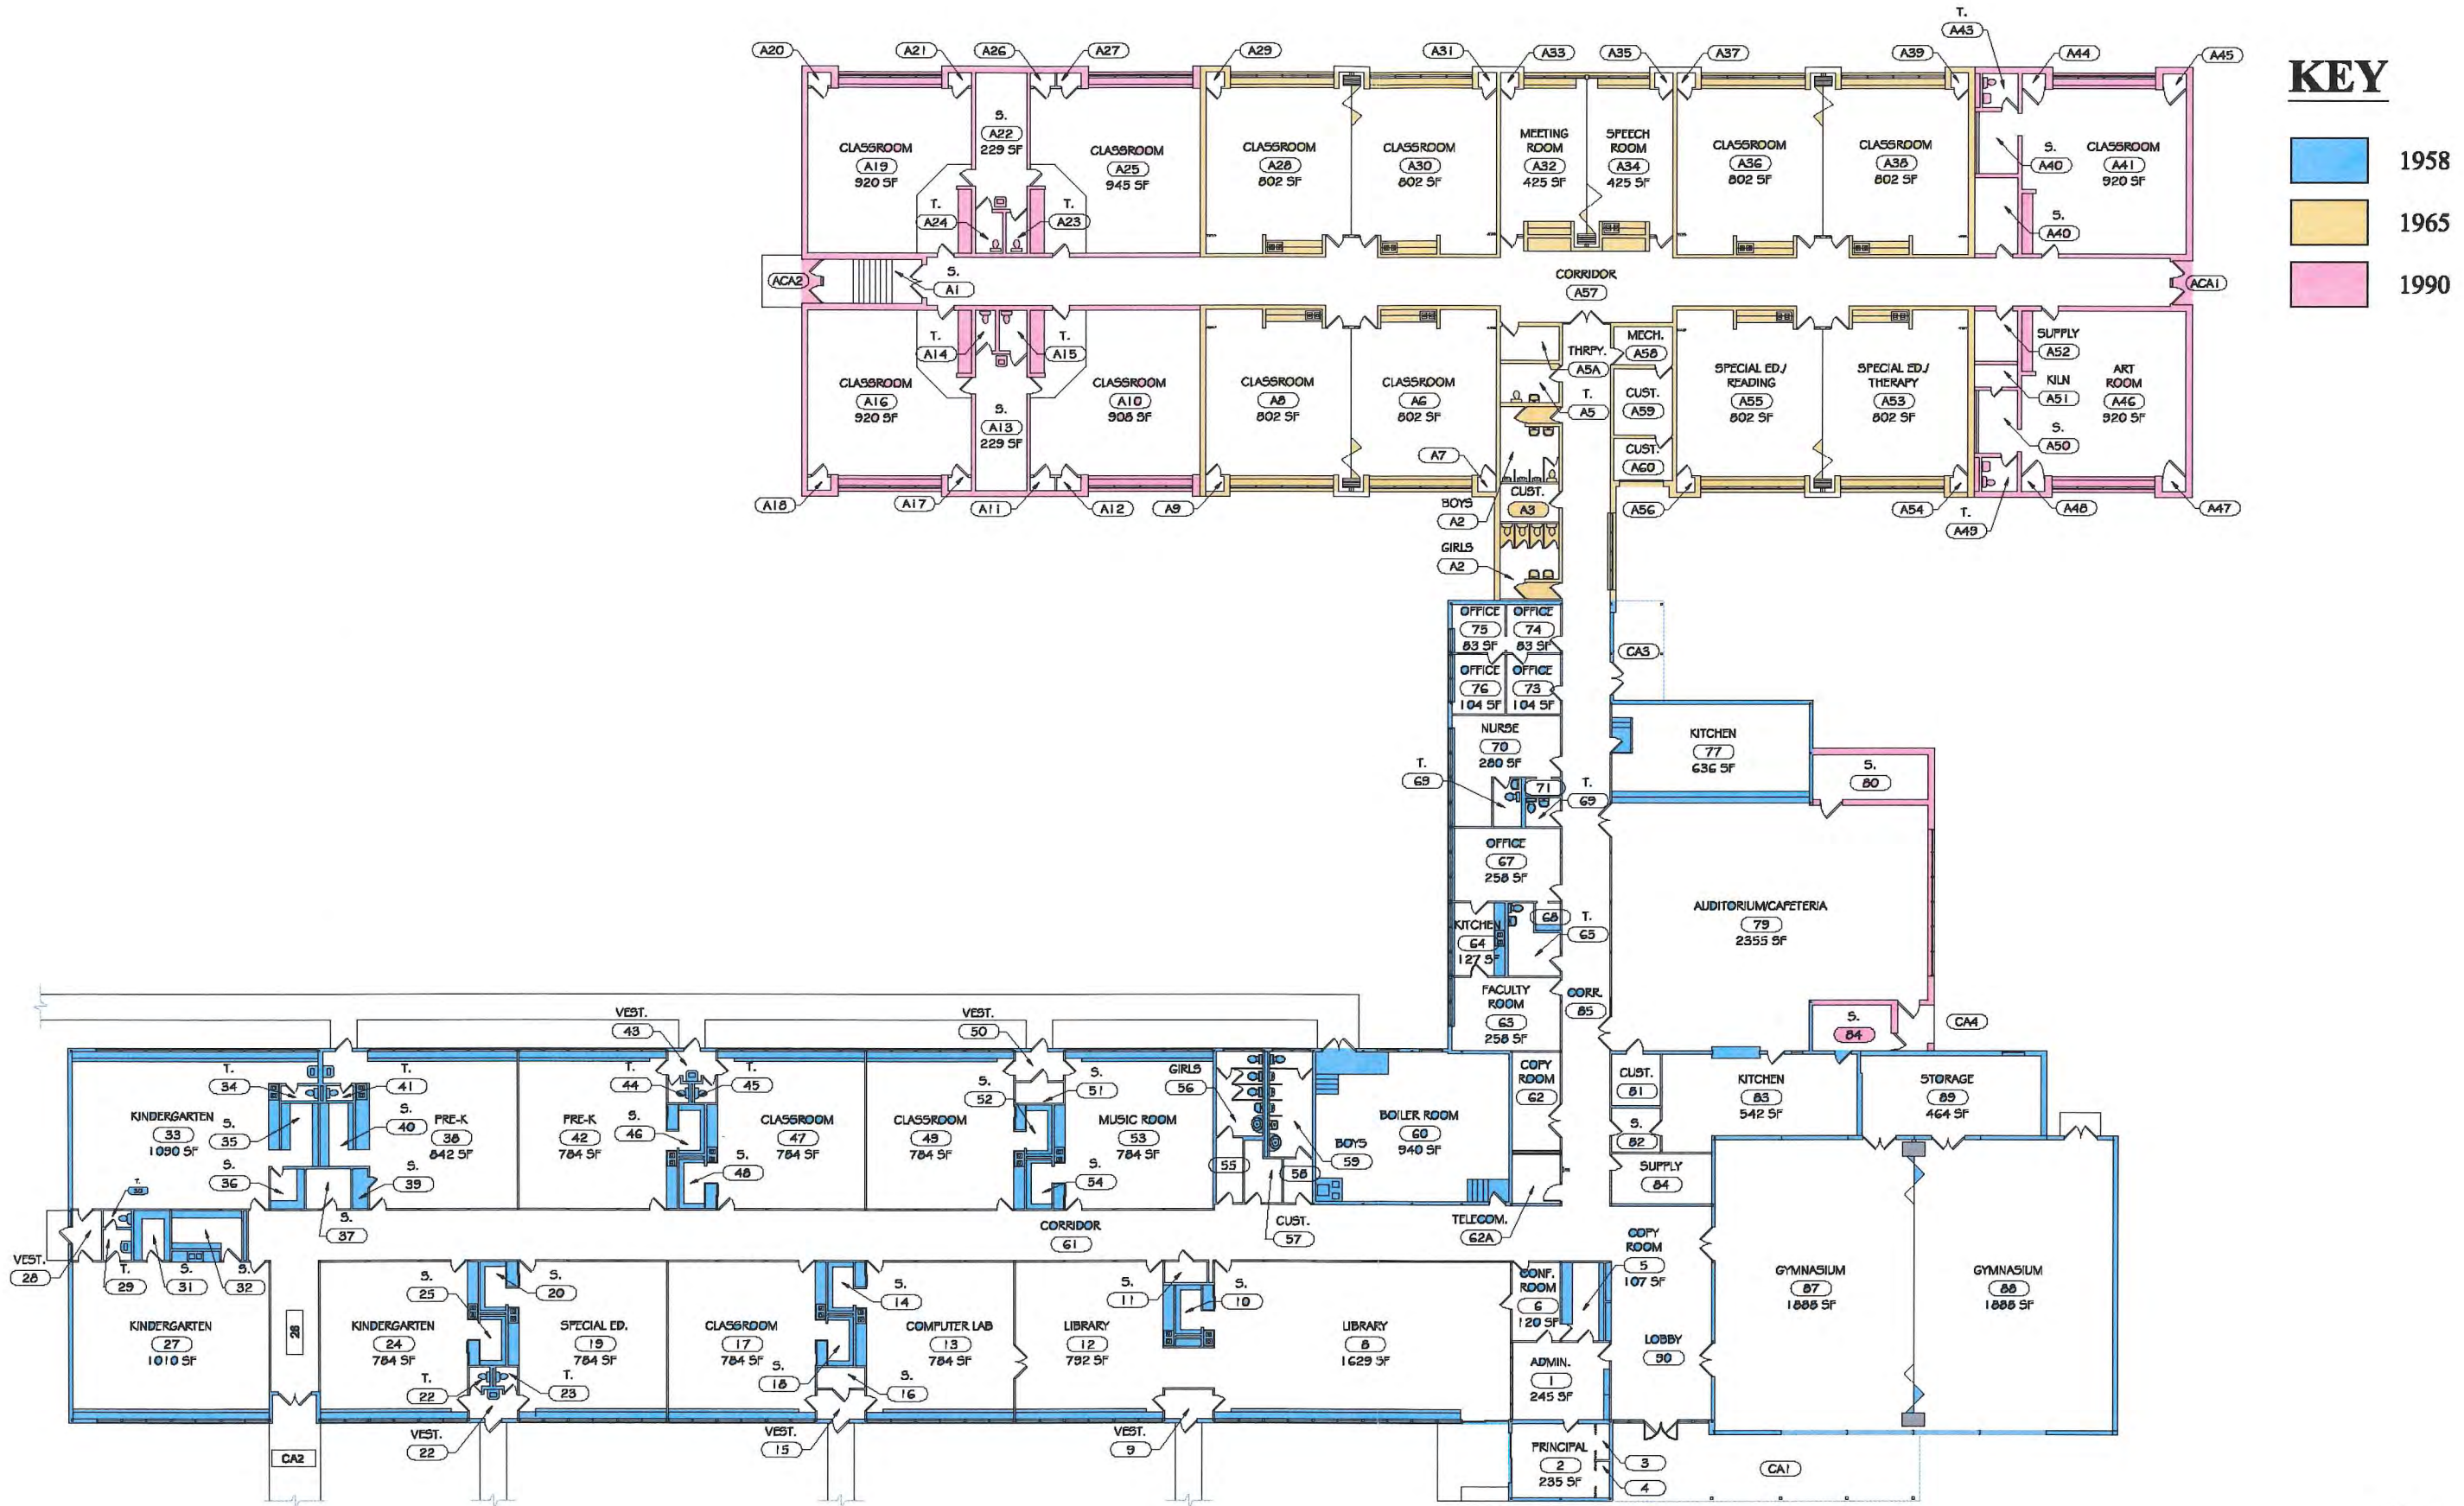 KEY
1958
1965
1990
T.
A43
A20
A21
A26
A27
A29
A31
A33
A35
A37
A39
A44
A45
CLASSROOM
A19
920 SF
S.
A22
229 SF
CLASSROOM
A25
945 SF
CLASSROOM
A28
802 SF
CLASSROOM
A30
802 SF
MEETING
ROOM
A32
425 SF
SPEECH
ROOM
A34
425 SF
CLASSROOM
A36
802 SF
CLASSROOM
A38
802 SF
S.
A40
CLASSROOM
A41
920 SF
T.
A24
T.
A23
S.
A40
ACA2
S.
A1
CORRIDOR
A57
ACA1
T.
A14
T.
A15
CLASSROOM
A16
920 SF
S.
A13
229 SF
CLASSROOM
A10
908 SF
CLASSROOM
A8
802 SF
CLASSROOM
A6
802 SF
THRPY.
A5A
T.
A5
MECH.
A58
CUST.
A59
CUST.
A60
SPECIAL ED./
READING
A55
802 SF
SPECIAL ED./
THERAPY
A53
802 SF
SUPPLY
A52
KILN
A51
S.
A50
ART
ROOM
A46
920 SF
A18
A17
A11
A12
A9
A7
BOYS
A2
CUST.
A3
GIRLS
A2
A56
A54
T.
A49
A48
A47
OFFICE
75
83 SF
OFFICE
74
83 SF
OFFICE
76
104 SF
OFFICE
73
104 SF
CA3
NURSE
70
280 SF
T.
69
71
T.
69
KITCHEN
77
636 SF
S.
80
OFFICE
67
258 SF
KITCHEN
64
127 SF
68
T.
65
AUDITORIUM/CAFETERIA
79
2355 SF
FACULTY
ROOM
63
258 SF
CORR.
85
S.
84
CA4
VEST.
43
VEST.
50
T.
34
T.
41
KINDERGARTEN
33
1090 SF
S.
35
S.
40
S.
36
S.
39
S.
37
PRE-K
38
842 SF
PRE-K
42
784 SF
T.
44
T.
45
S.
46
S.
48
CLASSROOM
47
784 SF
CLASSROOM
49
784 SF
S.
52
S.
51
S.
54
MUSIC ROOM
53
784 SF
GIRLS
56
55
BOYS
59
58
CUST.
57
BOILER ROOM
60
940 SF
COPY
ROOM
62
TELECOM.
62A
CUST.
81
S.
82
SUPPLY
84
KITCHEN
83
542 SF
STORAGE
89
464 SF
T.
30
VEST.
28
T.
29
S.
31
S.
32
CORRIDOR
61
KINDERGARTEN
27
1010 SF
26
KINDERGARTEN
24
784 SF
S.
25
S.
20
T.
22
T.
23
SPECIAL ED.
19
784 SF
CLASSROOM
17
784 SF
S.
14
S.
18
S.
16
COMPUTER LAB
13
784 SF
LIBRARY
12
792 SF
S.
11
S.
10
LIBRARY
8
1629 SF
CONF.
ROOM
6
120 SF
COPY
ROOM
5
107 SF
ADMIN.
1
245 SF
LOBBY
90
GYMNASIUM
87
1888 SF
GYMNASIUM
88
1888 SF
CA2
VEST.
22
VEST.
15
VEST.
9
PRINCIPAL
2
235 SF
3
4
CA1